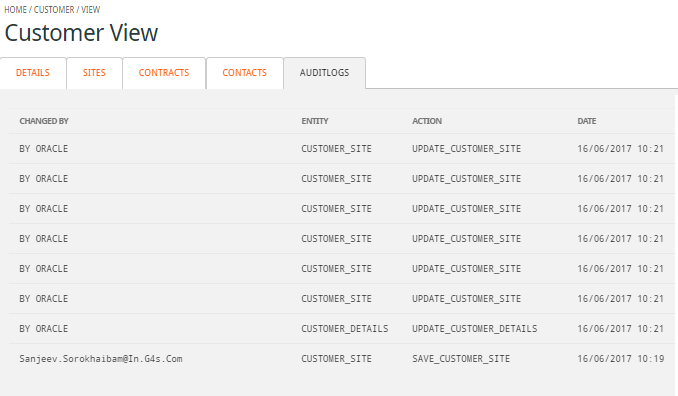 HOME / CUSTOMER / VIEW
Customer View
DETAILS SITES CONTRACTS CONTACTS AUDITLOGS
CHANGED BY ENTITY ACTION DATE
BY ORACLE CUSTOMER_SITE UPDATE_CUSTOMER_SITE 16/06/2017 10:21
BY ORACLE CUSTOMER_SITE UPDATE_CUSTOMER_SITE 16/06/2017 10:21
BY ORACLE CUSTOMER_SITE UPDATE_CUSTOMER_SITE 16/06/2017 10:21
BY ORACLE CUSTOMER_SITE UPDATE_CUSTOMER_SITE 16/06/2017 10:21
BY ORACLE CUSTOMER_SITE UPDATE_CUSTOMER_SITE 16/06/2017 10:21
BY ORACLE CUSTOMER_SITE UPDATE_CUSTOMER_SITE 16/06/2017 10:21
BY ORACLE CUSTOMER_DETAILS UPDATE_CUSTOMER_DETAILS 16/06/2017 10:21
Sanjeev.Sorokhaibam@In.G4s.Com CUSTOMER_SITE SAVE_CUSTOMER_SITE 16/06/2017 10:19